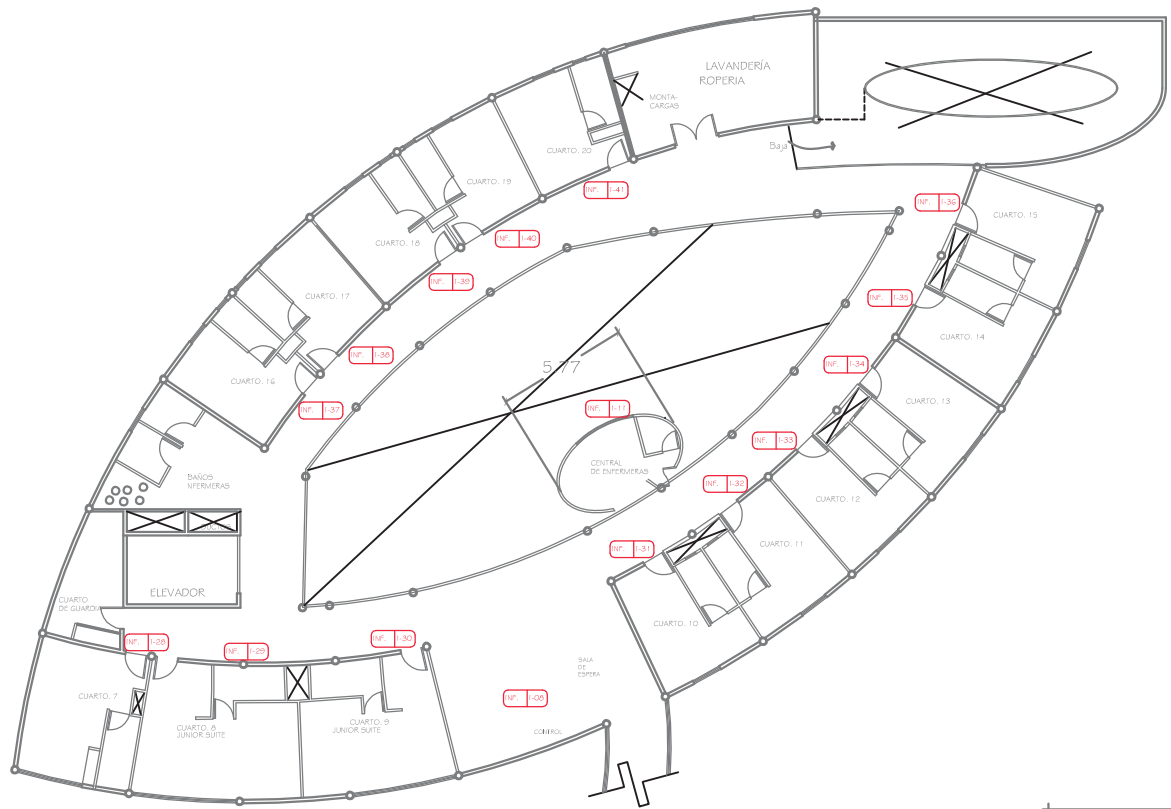 LAVANDERÍA
ROPERIA
MONTA-
CARGAS
Baja
CUARTO. 20
CUARTO. 19
CUARTO. 18
CUARTO. 17
CUARTO. 16
CUARTO. 15
CUARTO. 14
CUARTO. 13
CUARTO. 12
CUARTO. 11
CUARTO. 10
INF. I-41
INF. I-40
INF. I-39
INF. I-38
INF. I-37
INF. I-36
INF. I-35
INF. I-34
INF. I-33
INF. I-32
INF. I-31
5.77
INF. I-11
CENTRAL
DE ENFERMERAS
BAÑOS
NFERMERAS
ELEVADOR
CUARTO
DE GUARDIA
INF. I-28
INF. I-29
INF. I-30
INF. I-08
CUARTO. 7
CUARTO. 8
JUNIOR SUITE
CUARTO. 9
JUNIOR SUITE
SALA
DE
ESPERA
CONTROL